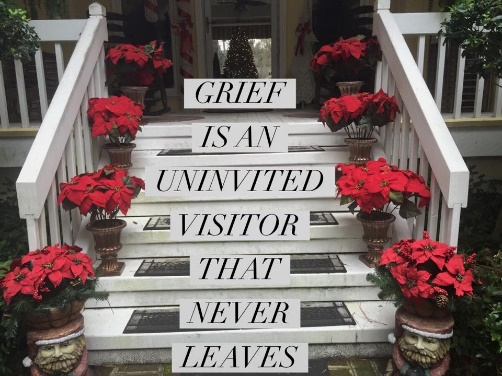 GRIEF
IS AN
UNINVITED
VISITOR
THAT
NEVER
LEAVES